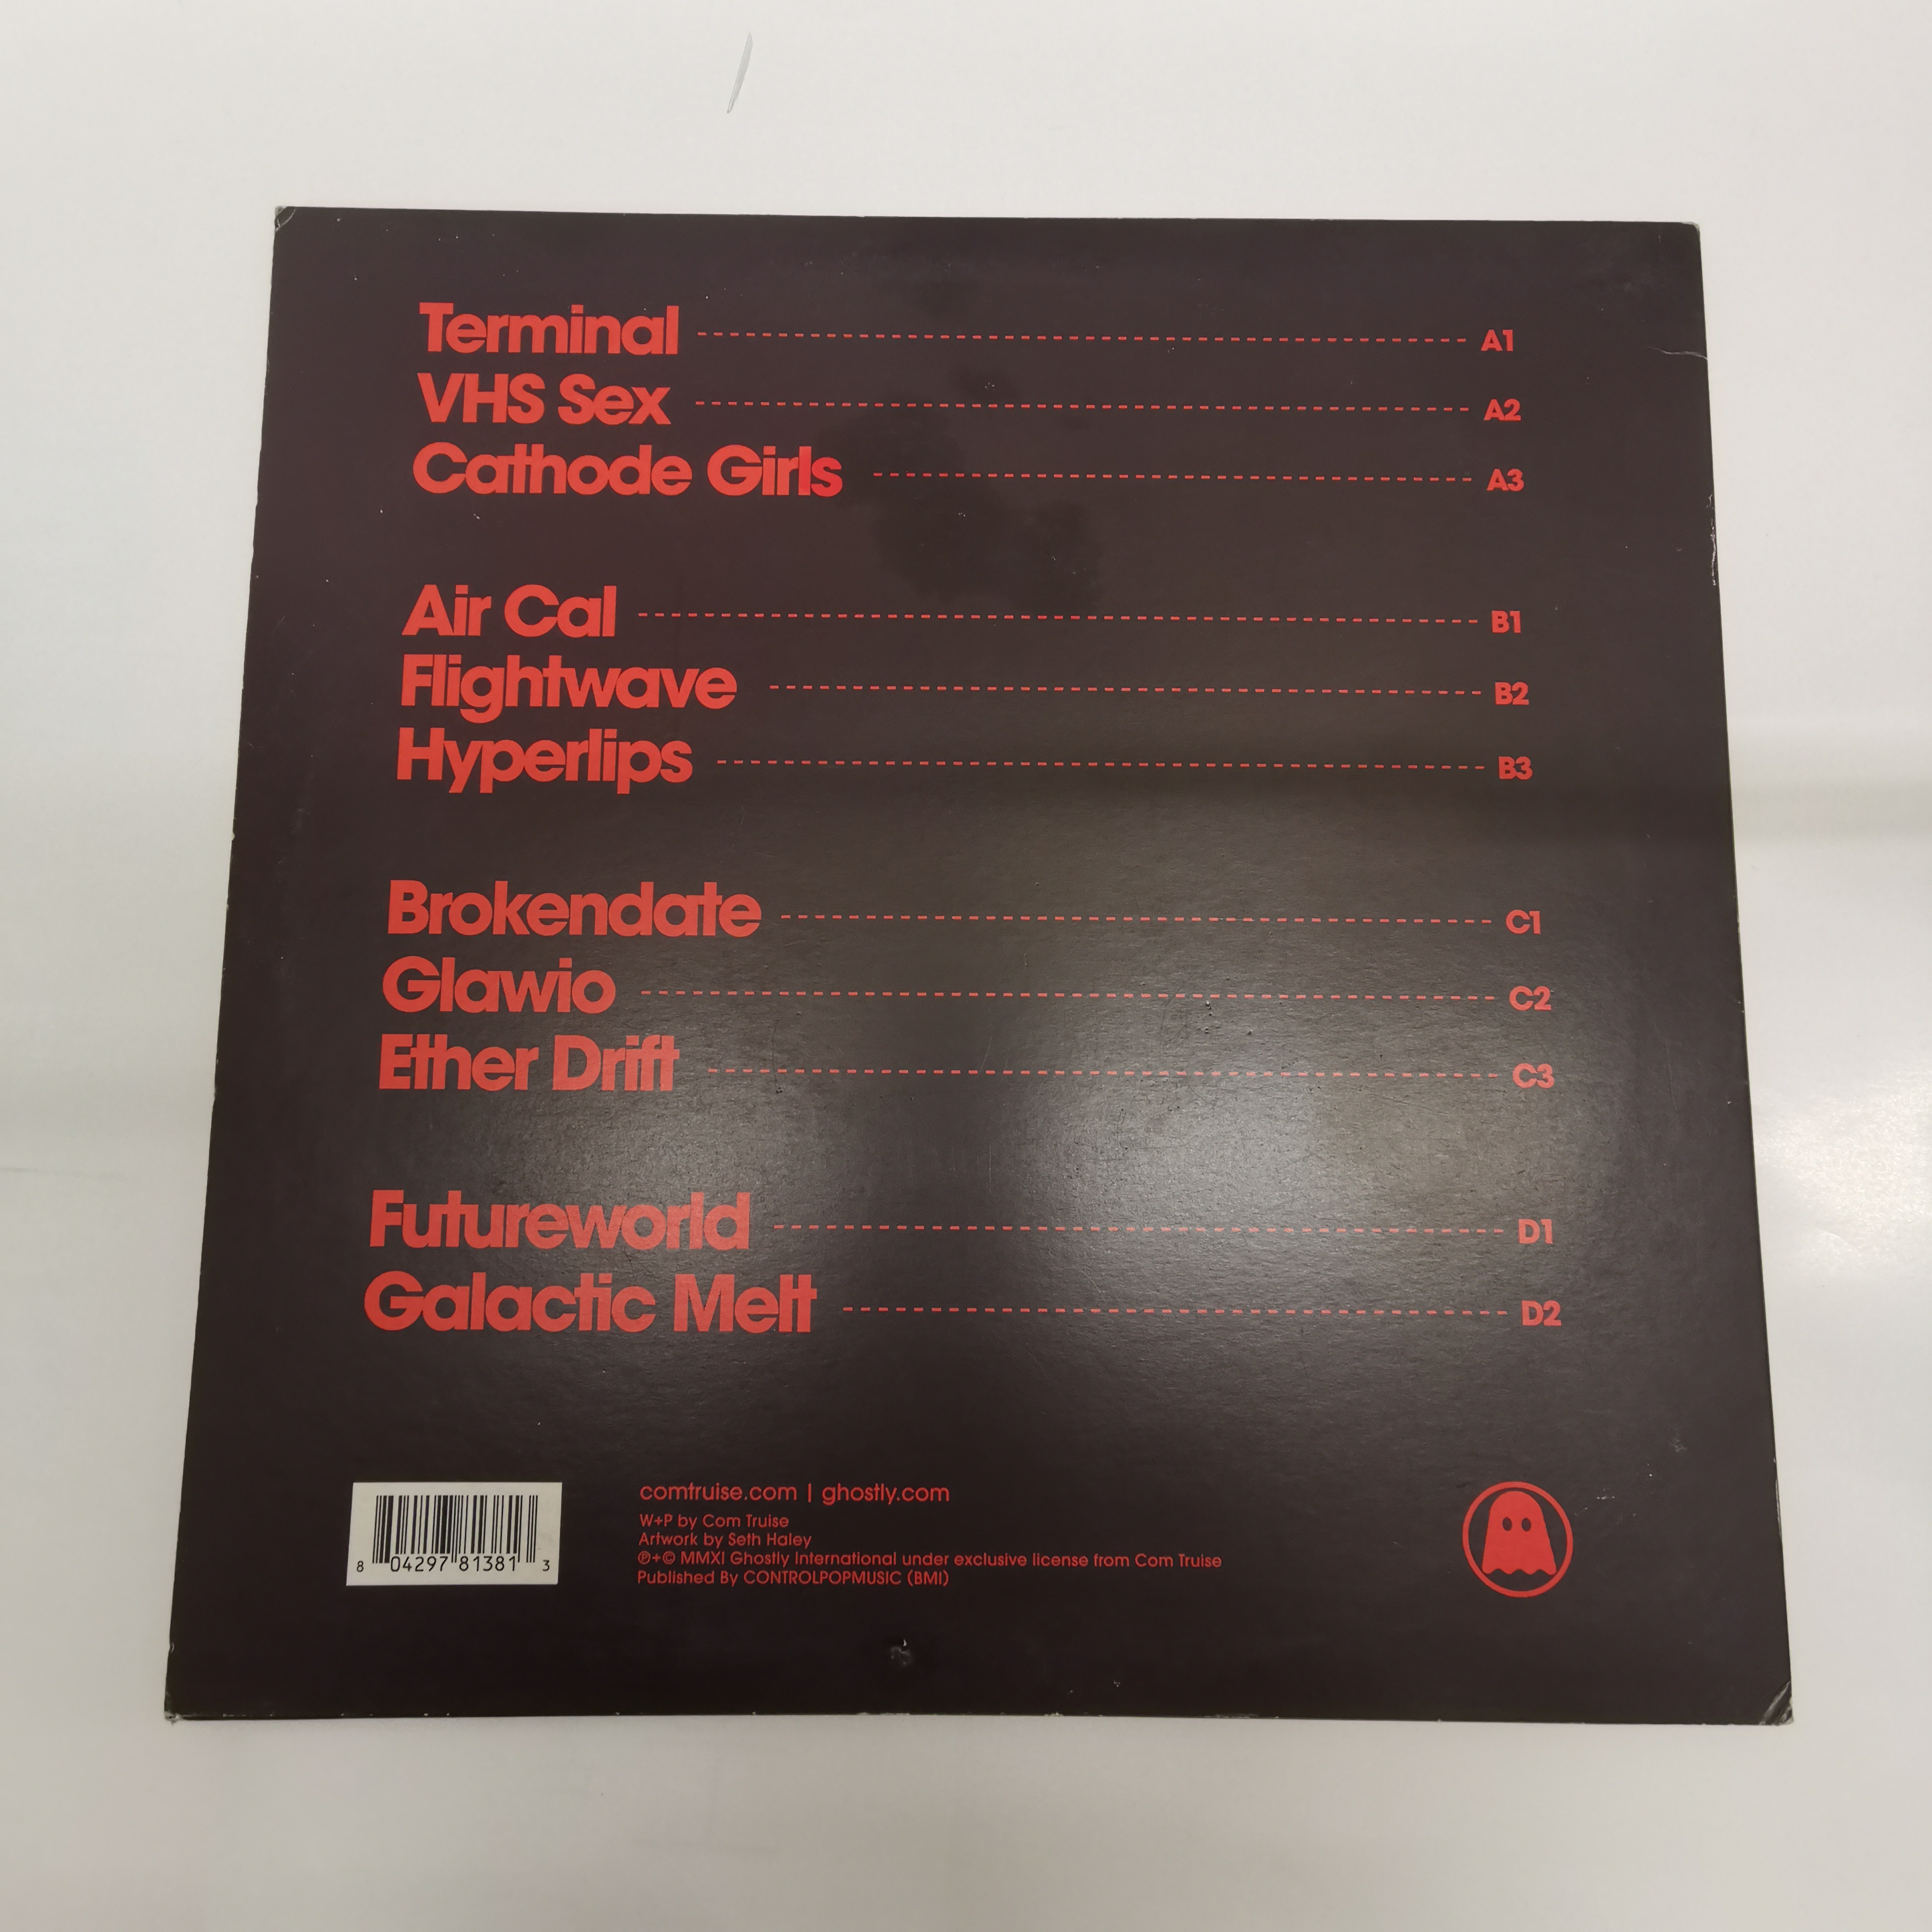 Terminal A1
VHS Sex A2
Cathode Girls A3
Air Cal B1
Flightwave B2
Hyperlips B3
Brokendate C1
Glawio C2
Ether Drift C3
Futureworld D1
Galactic Melt D2
comtruise.com | ghostly.com
W+P by Com Truise
Artwork by Seth Haley
℗+© MMXI Ghostly International under exclusive license from Com Truise
Published By CONTROLPOPMUSIC (BMI)
8 04297 81381 3